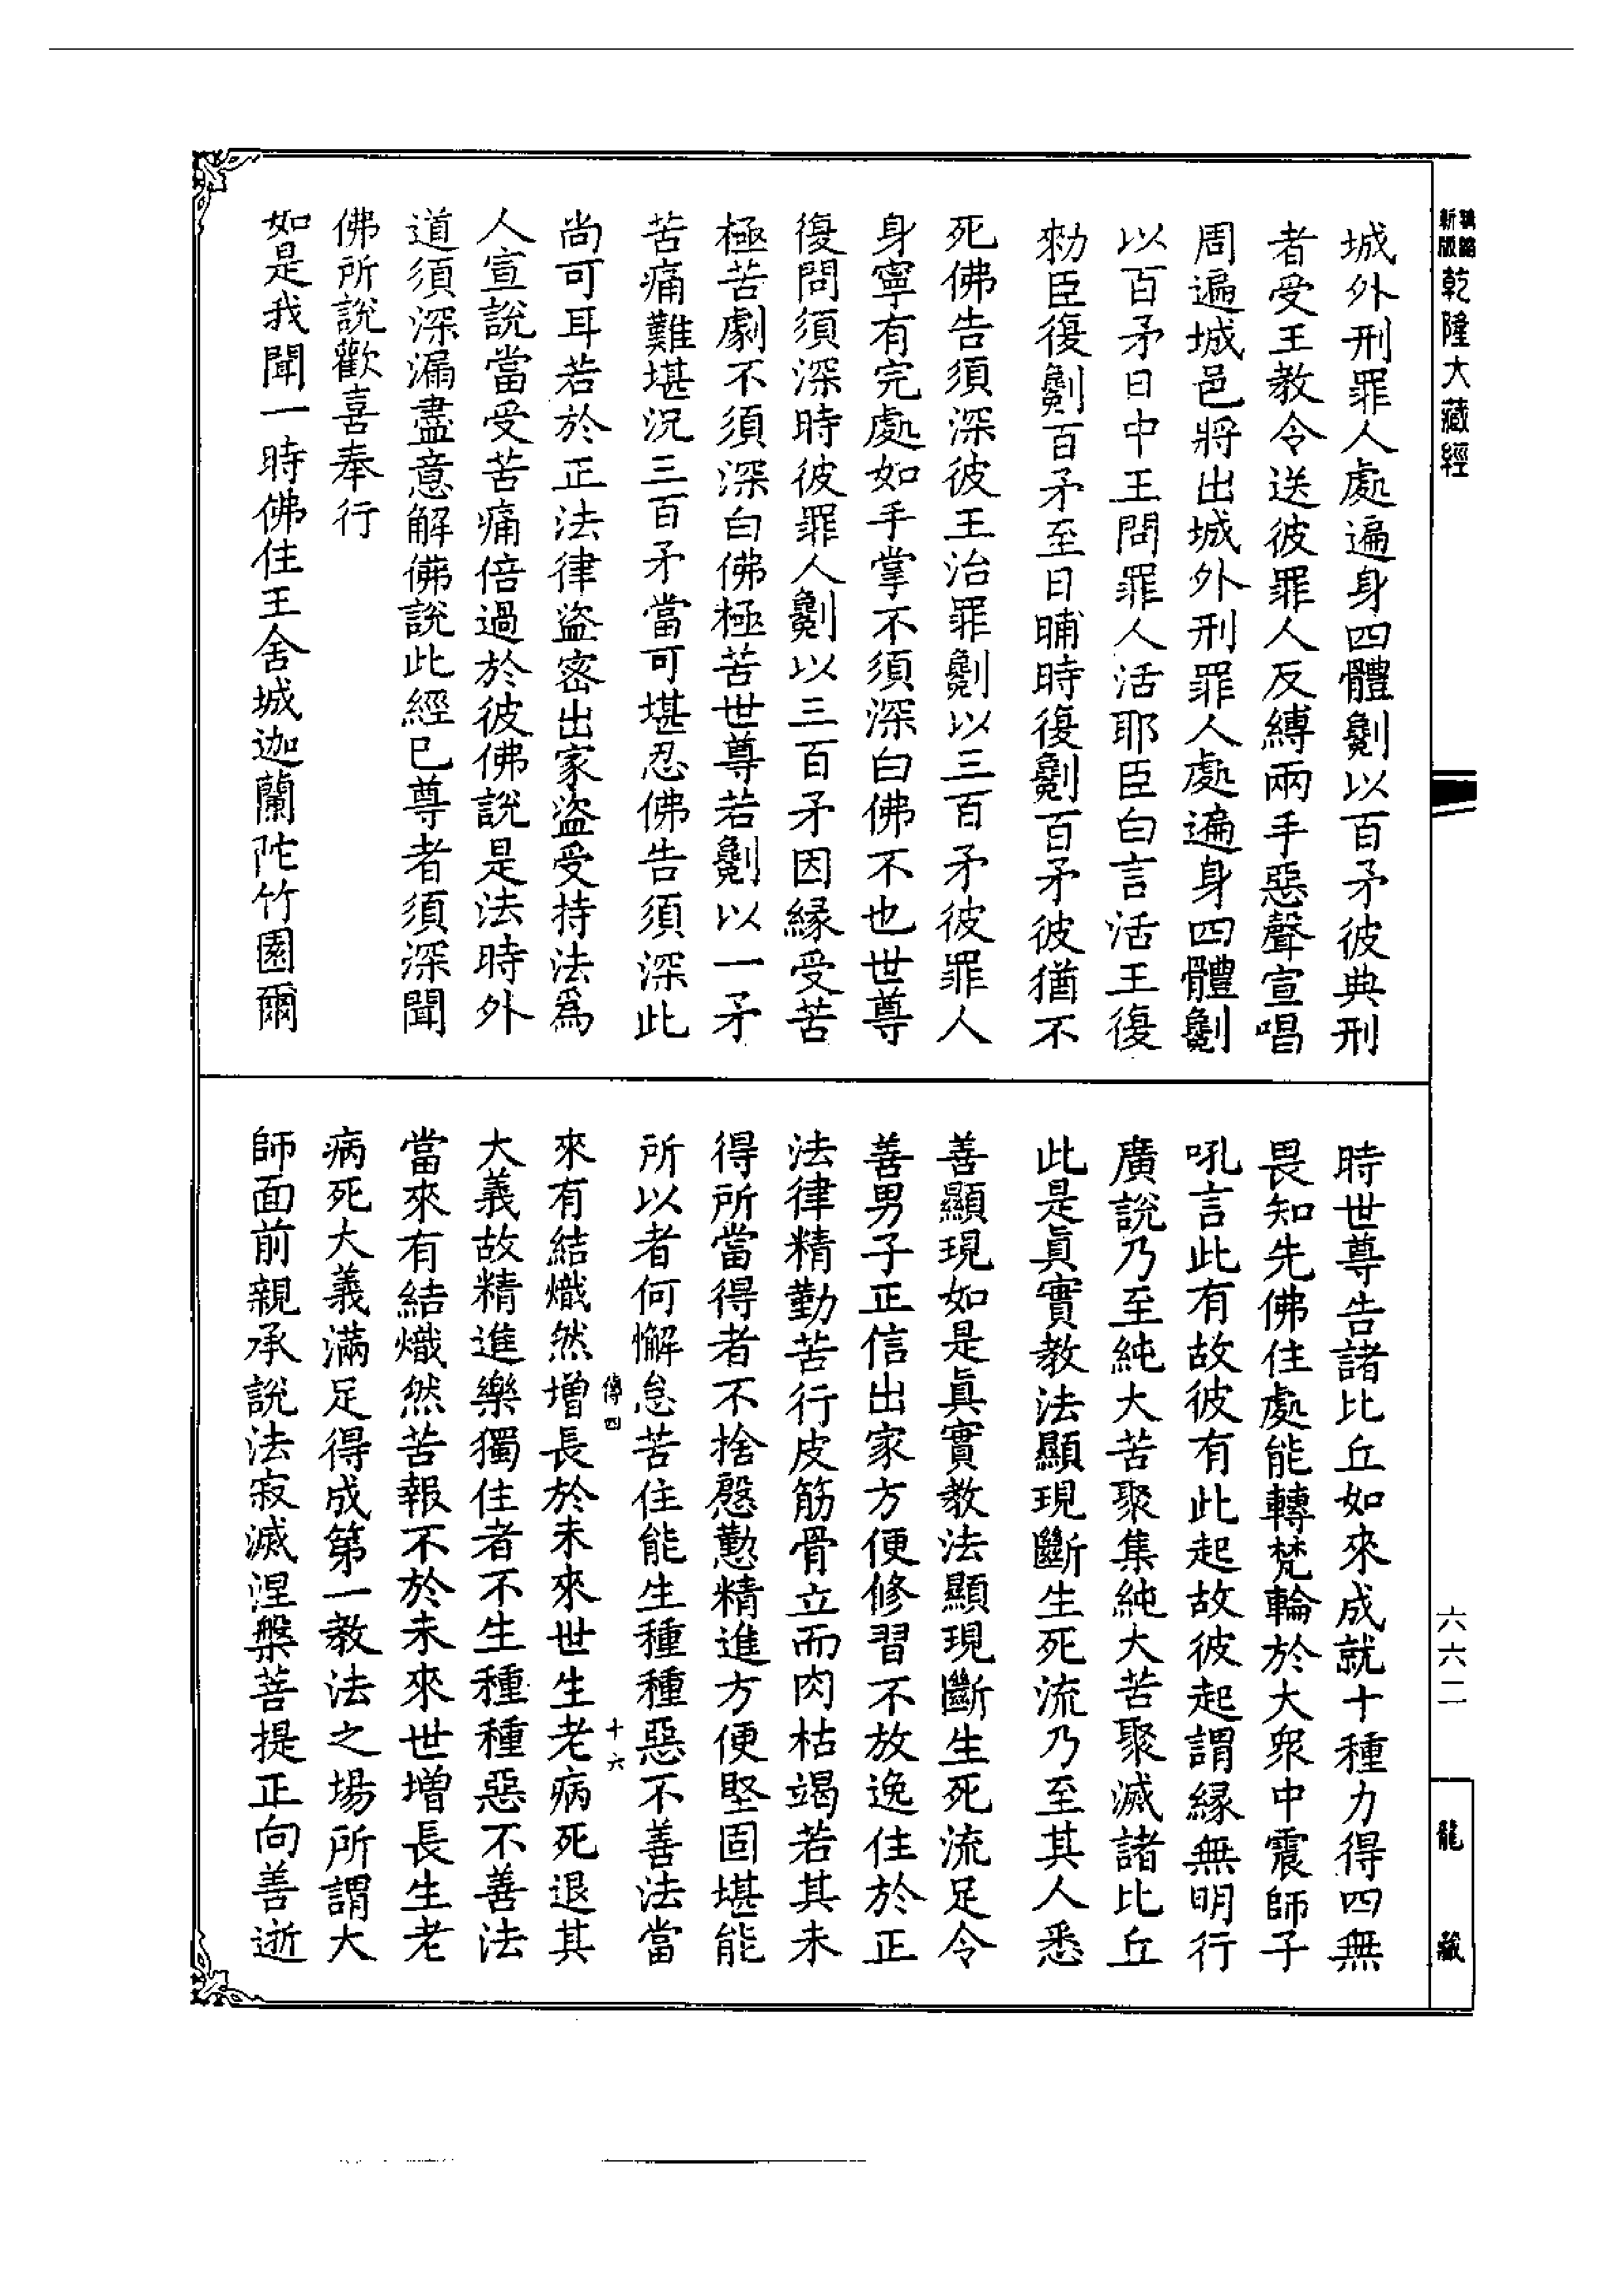 新版
乾隆大藏經
城外刑罪人處遍身四體劖以百矛彼典刑
者受王教令送彼罪人反縛兩手惡聲宣唱
周遍城邑將出城外刑罪人處遍身四體劖
以百矛日中王問罪人活耶臣白言活王復
勑臣復劖百矛至日晡時復劖百矛彼猶不
死佛告須深彼王治罪劖以三百矛彼罪人
身寧有完處如手掌不須深白佛不也世尊
復問須深時彼罪人劖以三百矛因緣受苦
極苦劇不須深白佛極苦世尊若劖以一矛
苦痛難堪況三百矛當可堪忍佛告須深此
尚可耳若於正法律盜密出家盜受持法為
人宣說當受苦痛倍過於彼佛說是法時外
道須深漏盡意解佛說此經已尊者須深聞
佛所說歡喜奉行
如是我聞一時佛住王舍城迦蘭陀竹園爾
時世尊告諸比丘如來成就十種力得四無
畏知先佛住處能轉梵輪於大眾中震師子
吼言此有故彼有此起故彼起謂緣無明行
廣說乃至純大苦聚集純大苦聚滅諸比丘
此是眞實教法顯現斷生死流乃至其人悉
善顯現如是眞實教法顯現斷生死流足令
善男子正信出家方便修習不放逸住於正
法律精勤苦行皮筋骨立而肉枯竭若其未
得所當得者不捨慇懃精進方便堅固堪能
所以者何懈怠苦住能生種種惡不善法當
傳四
十六
來有結熾然增長於未來世生老病死退其
大義故精進樂獨住者不生種種惡不善法
當來有結熾然苦報不於未來世增長生老
病死大義滿足得成第一教法之場所謂大
師面前親承說法寂滅涅槃菩提正向善逝
六六二
龍藏